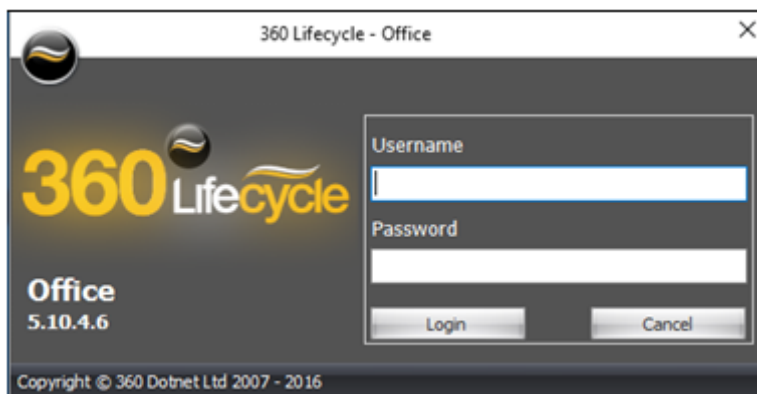 360 Lifecycle - Office
Username
360 Lifecycle
Password
Office
5.10.4.6
Login Cancel
Copyright © 360 Dotnet Ltd 2007 - 2016